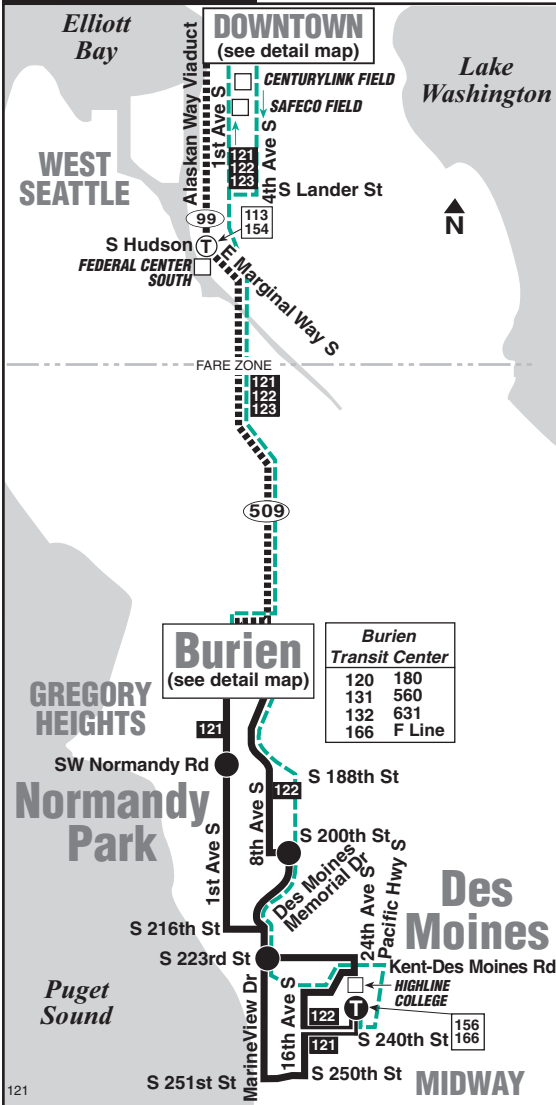 Elliott
Bay
DOWNTOWN
(see detail map)
Lake
Washington
CENTURYLINK FIELD
SAFECO FIELD
Alaskan Way Viaduct
1st Ave S
4th Ave S
WEST
SEATTLE
121
122
123
S Lander St
99
113
154
N
S Hudson
T
FEDERAL CENTER
SOUTH
E Marginal Way S
FARE ZONE
121
122
123
509
Burien
(see detail map)
Burien
Transit Center
120 180
131 560
132 631
166 F Line
GREGORY
HEIGHTS
121
SW Normandy Rd
S 188th St
122
Normandy
Park
8th Ave S
1st Ave S
S 200th St
Des Moines
Memorial Dr
24th Ave S
Pacific Hwy S
Des
Moines
S 216th St
S 223rd St
Kent-Des Moines Rd
HIGHLINE
COLLEGE
Puget
Sound
MarineView Dr
16th Ave S
122
T
121
S 240th St
156
166
S 251st St
S 250th St
MIDWAY
121